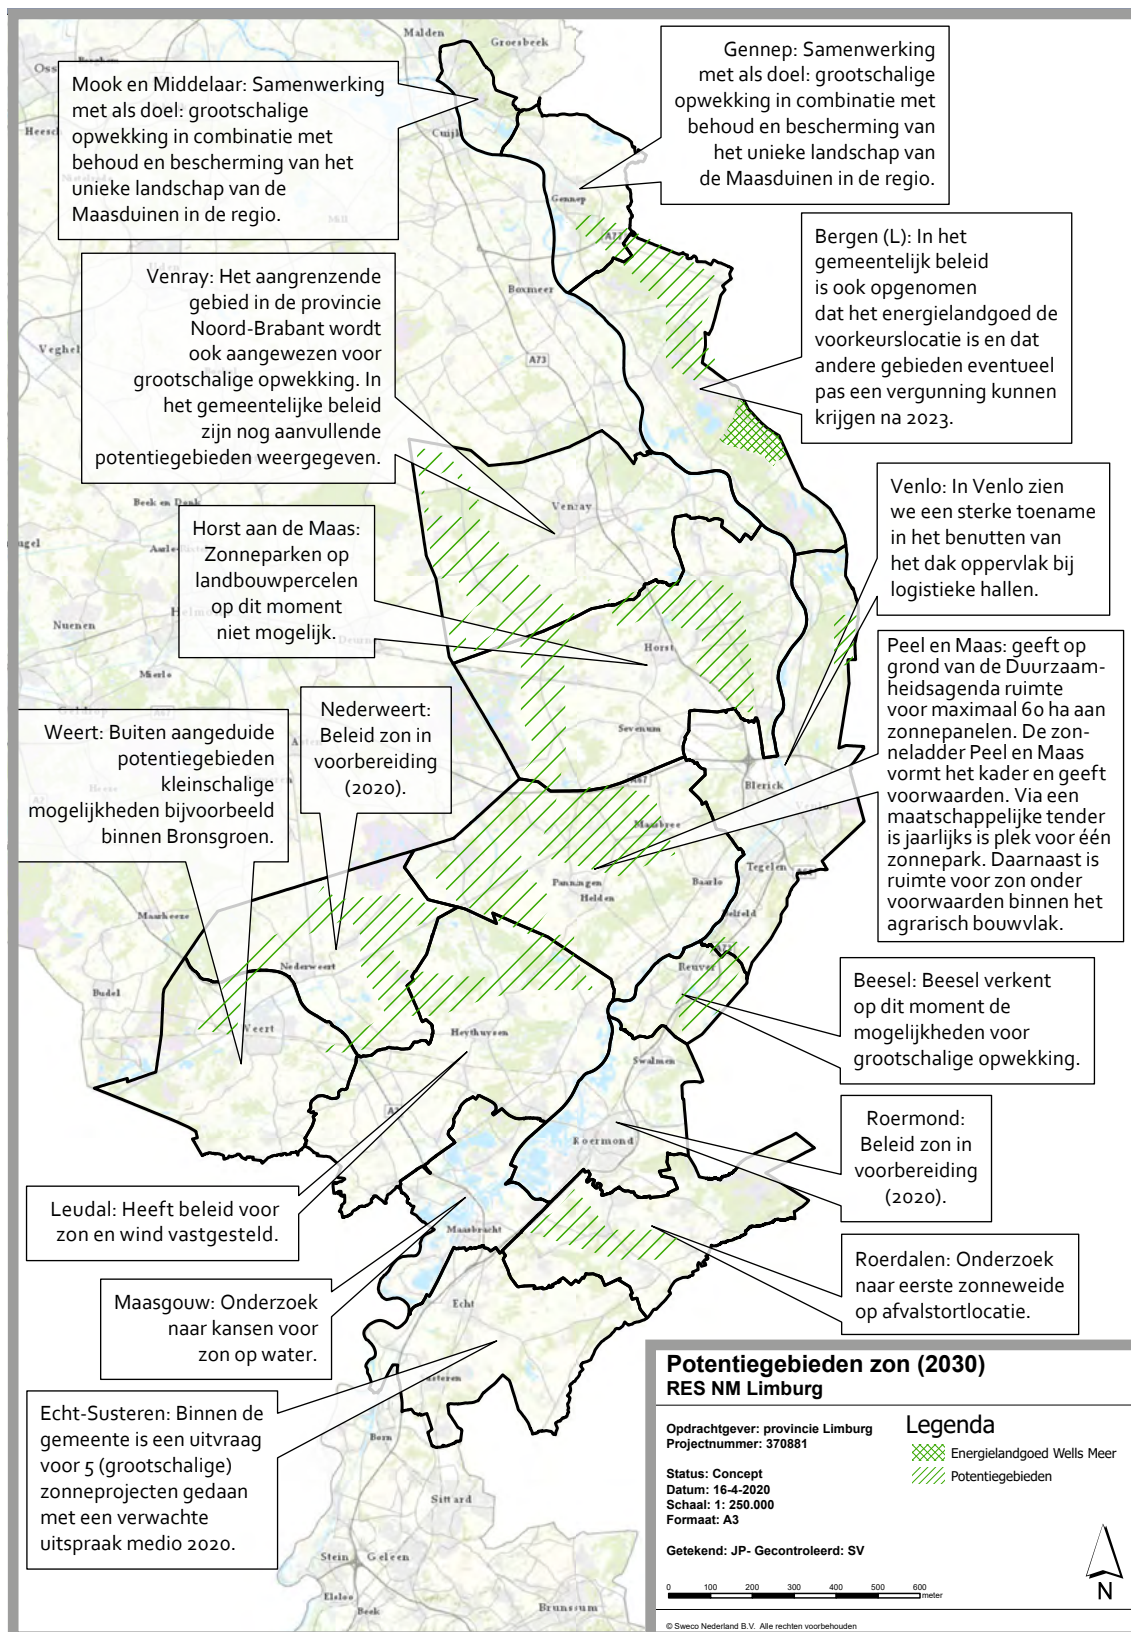 Malden
Groesbeek
Mook en Middelaar: Samenwerking
met als doel: grootschalige
opwekking in combinatie met
behoud en bescherming van het
unieke landschap van de
Maasduinen in de regio.
Gennep: Samenwerking
met als doel: grootschalige
opwekking in combinatie met
behoud en bescherming van
het unieke landschap van
de Maasduinen in de regio.
Cuijk
Gennep
A77
Boxmeer
A73
Veghel
Bergen (L): In het
gemeentelijk beleid
is ook opgenomen
dat het energielandgoed de
voorkeurslocatie is en dat
andere gebieden eventueel
pas een vergunning kunnen
krijgen na 2023.
Venray: Het aangrenzende
gebied in de provincie
Noord-Brabant wordt
ook aangewezen voor
grootschalige opwekking. In
het gemeentelijke beleid
zijn nog aanvullende
potentiegebieden weergegeven.
Beek en Donk
Venray
Venlo: In Venlo zien
we een sterke toename
in het benutten van
het dak oppervlak bij
logistieke hallen.
Horst aan de Maas:
Zonneparken op
landbouwpercelen
op dit moment
niet mogelijk.
Nuenen
Mierlo
Horst
Sevenum
A67
Blerick
Venlo
Peel en Maas: geeft op
grond van de Duurzaam-
heidsagenda ruimte
voor maximaal 60 ha aan
zonnepanelen. De zon-
neladder Peel en Maas
vormt het kader en geeft
voorwaarden. Via een
maatschappelijke tender
is jaarlijks is plek voor één
zonnepark. Daarnaast is
ruimte voor zon onder
voorwaarden binnen het
agrarisch bouwvlak.
Nederweert:
Beleid zon in
voorbereiding
(2020).
Weert: Buiten aangeduide
potentiegebieden
kleinschalige
mogelijkheden bijvoorbeeld
binnen Bronsgroen.
Maasbree
Tegelen
Panningen
Helden
Baarlo
Maarheeze
Nederweert
Reuver
Budel
Weert
Heythuysen
Swalmen
Beesel: Beesel verkent
op dit moment de
mogelijkheden voor
grootschalige opwekking.
Roermond
Roermond:
Beleid zon in
voorbereiding
(2020).
Leudal: Heeft beleid voor
zon en wind vastgesteld.
Maasbracht
Roerdalen: Onderzoek
naar eerste zonneweide
op afvalstortlocatie.
Maasgouw: Onderzoek
naar kansen voor
zon op water.
Echt
Echt-Susteren: Binnen de
gemeente is een uitvraag
voor 5 (grootschalige)
zonneprojecten gedaan
met een verwachte
uitspraak medio 2020.
Born
Sittard
Stein
Geleen
Elsloo
Beek
Brunssum
Potentiegebieden zon (2030)
RES NM Limburg
Opdrachtgever: provincie Limburg
Projectnummer: 370881
Status: Concept
Datum: 16-4-2020
Schaal: 1: 250.000
Formaat: A3
Getekend: JP- Gecontroleerd: SV
Legenda
Energielandgoed Wells Meer
Potentiegebieden
0 100 200 300 400 500 600
meter
N
© Sweco Nederland B.V. Alle rechten voorbehouden